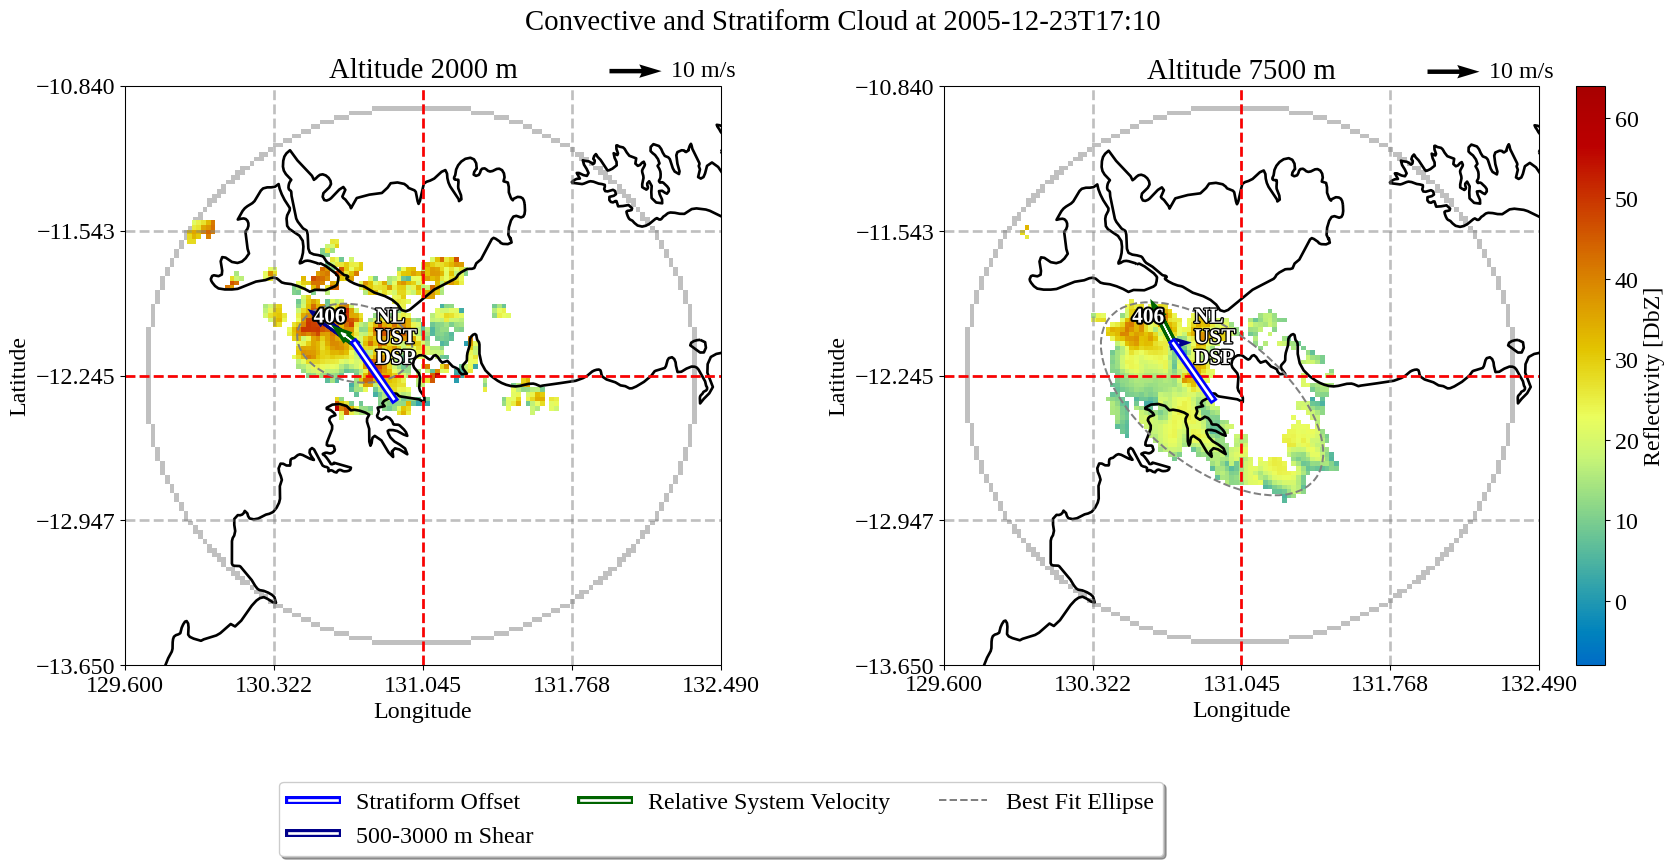 Convective and Stratiform Cloud at 2005-12-23T17:10
Altitude 2000 m
10 m/s
Altitude 7500 m
10 m/s
−10.840
−11.543
−12.245
−12.947
−13.650
129.600
130.322
131.045
131.768
132.490
Latitude
Longitude
406
NL
UST
DSP
−10.840
−11.543
−12.245
−12.947
−13.650
129.600
130.322
131.045
131.768
132.490
Latitude
Longitude
406
NL
UST
DSP
60
50
40
30
20
10
0
Reflectivity [DbZ]
Stratiform Offset
500-3000 m Shear
Relative System Velocity
Best Fit Ellipse